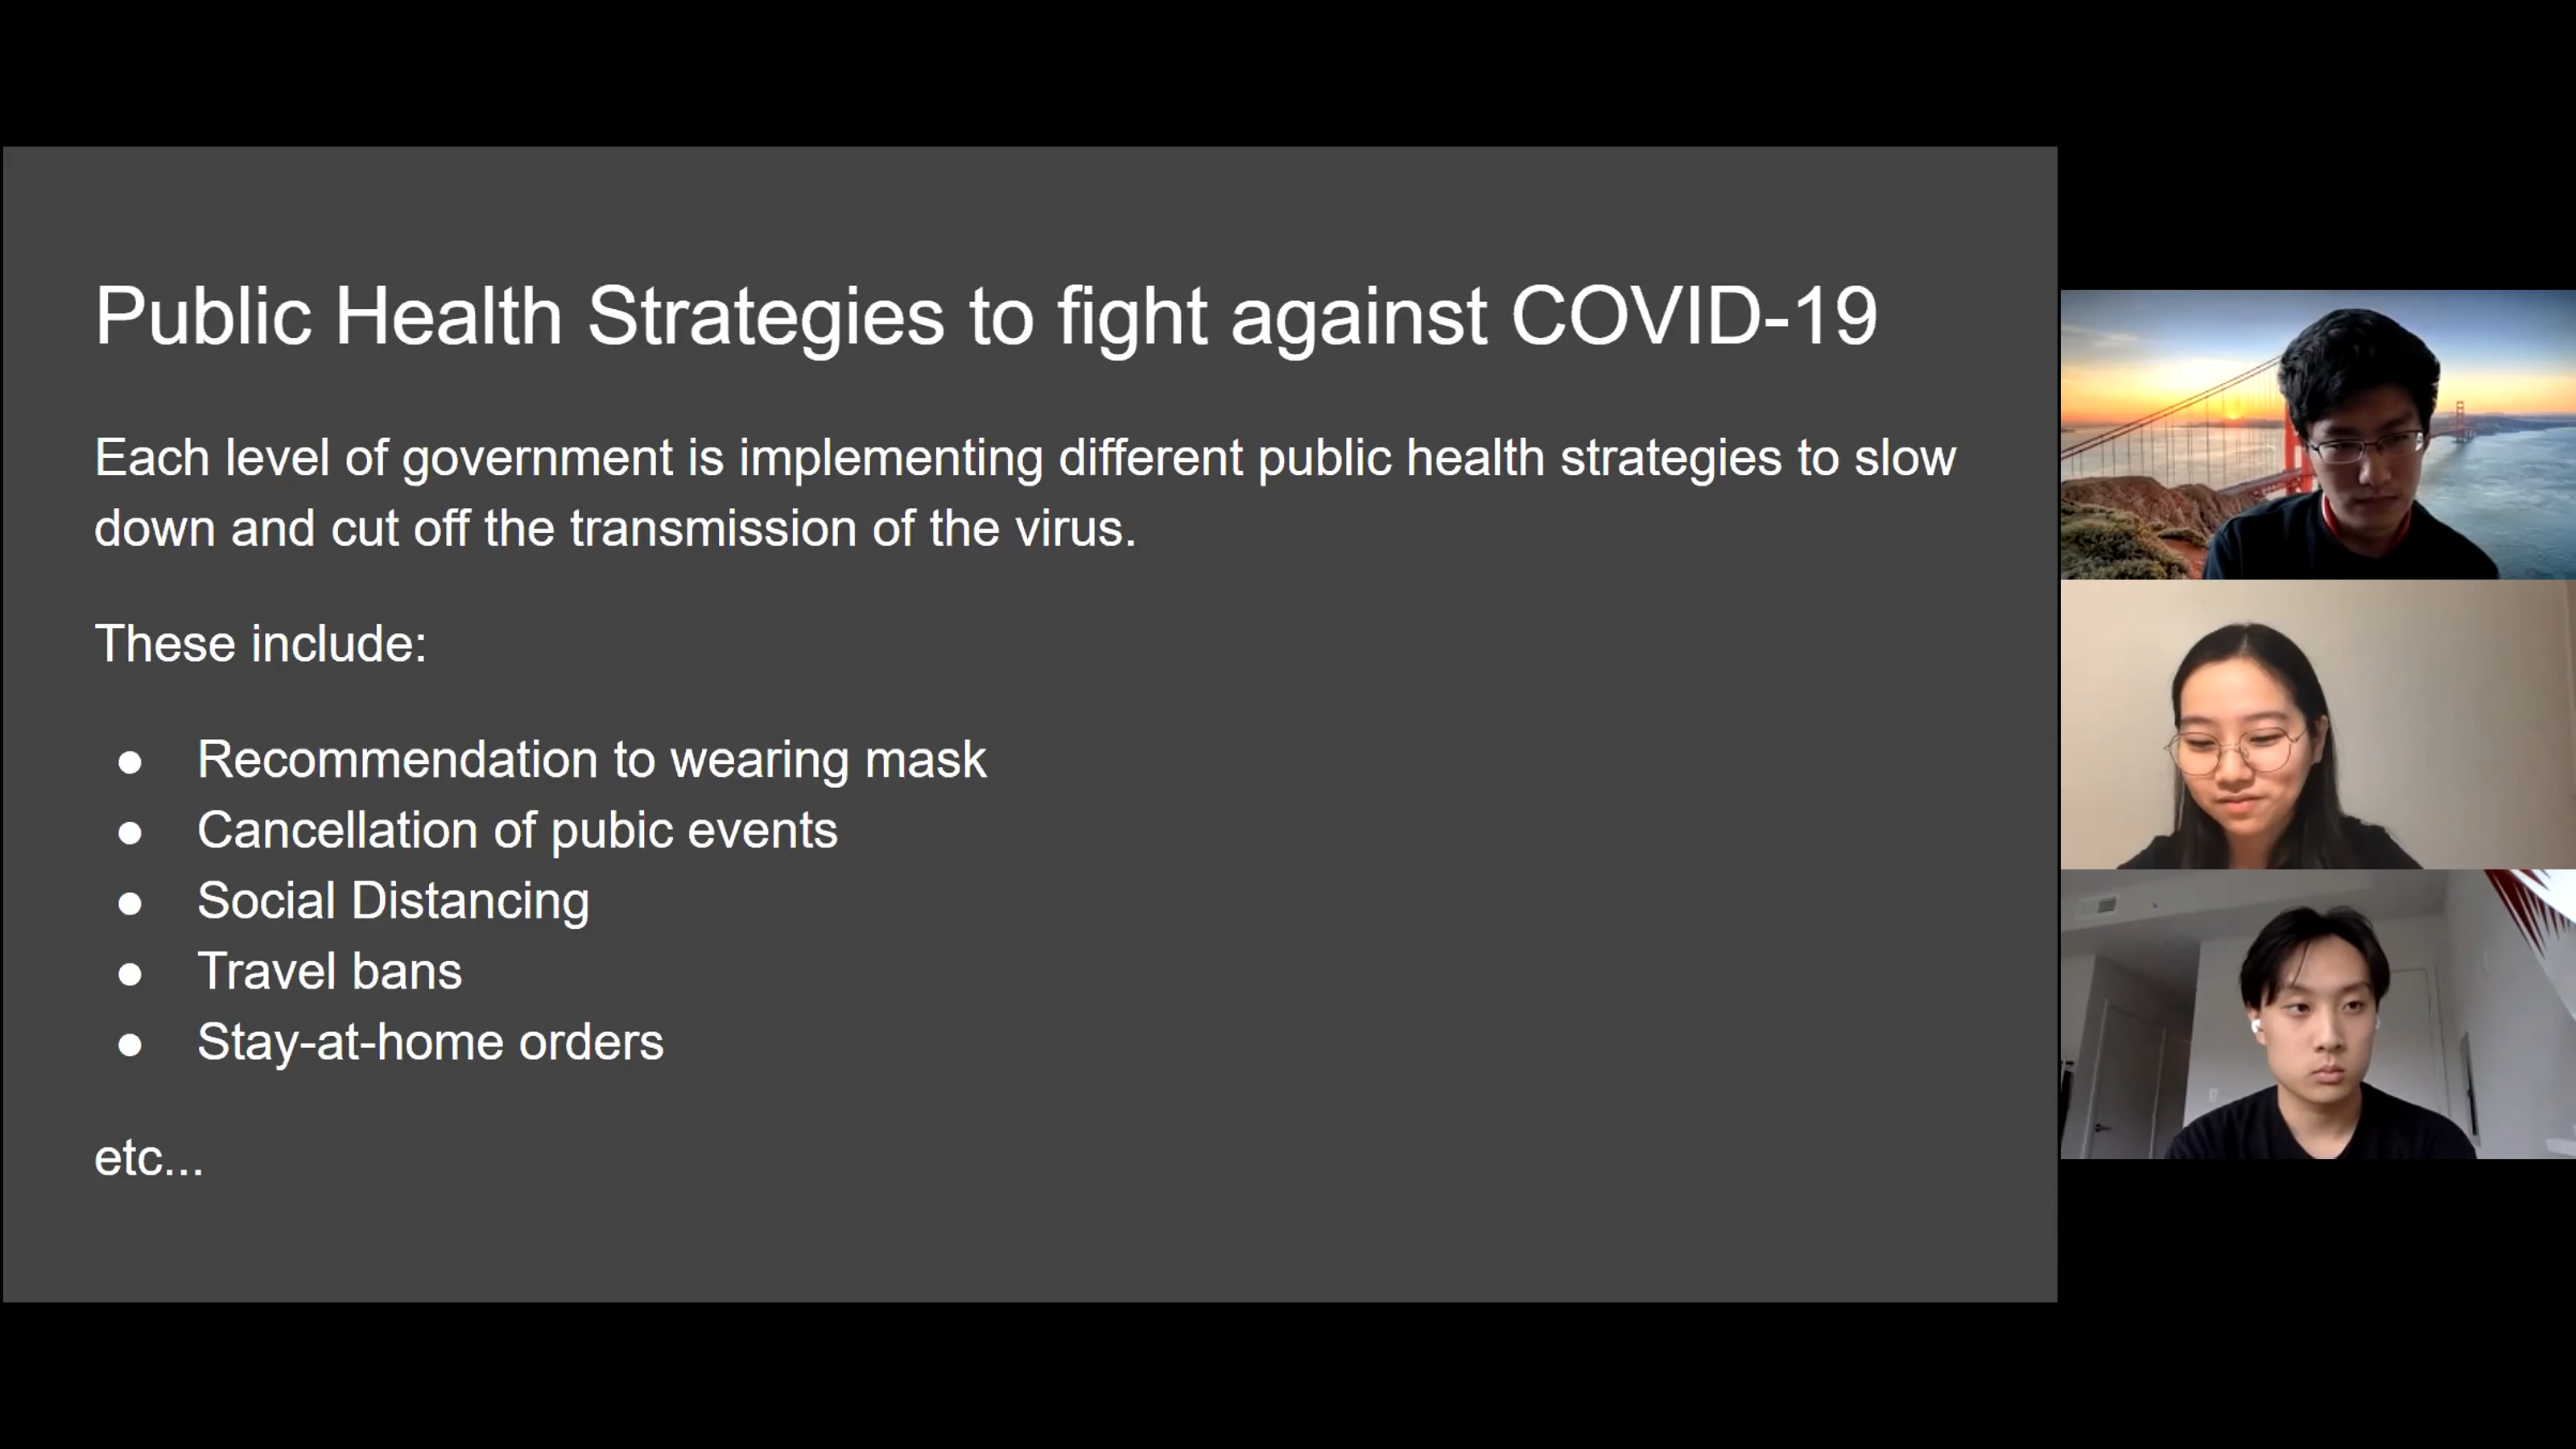 Public Health Strategies to fight against COVID-19
Each level of government is implementing different public health strategies to slow
down and cut off the transmission of the virus.
These include:
● Recommendation to wearing mask
● Cancellation of pubic events
● Social Distancing
● Travel bans
● Stay-at-home orders
etc...